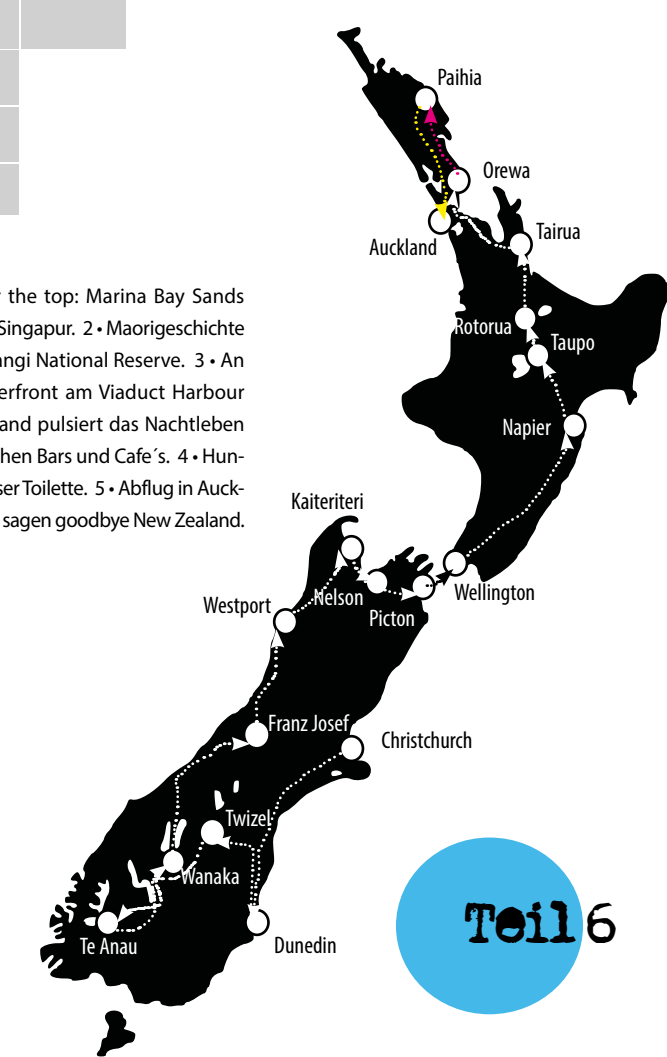 the top: Marina Bay Sands
Singapur. 2 • Maorigeschichte
angi National Reserve. 3 • An
erfront am Viaduct Harbour
and pulsiert das Nachtleben
hen Bars und Cafe´s. 4 • Hun-
ser Toilette. 5 • Abflug in Auck-
sagen goodbye New Zealand.
Paihia
Orewa
Auckland
Tairua
Rotorua
Taupo
Napier
Kaiteriteri
Nelson
Wellington
Westport
Picton
Franz Josef
Christchurch
Twizel
Wanaka
Te Anau
Dunedin
Teil 6